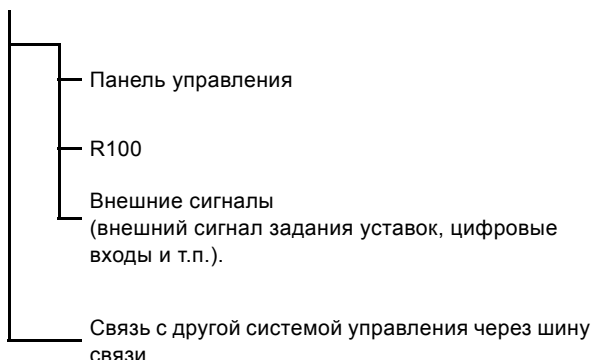 Панель управления
R100
Внешние сигналы
(внешний сигнал задания уставок, цифровые
входы и т.п.).
Связь с другой системой управления через шину
связи